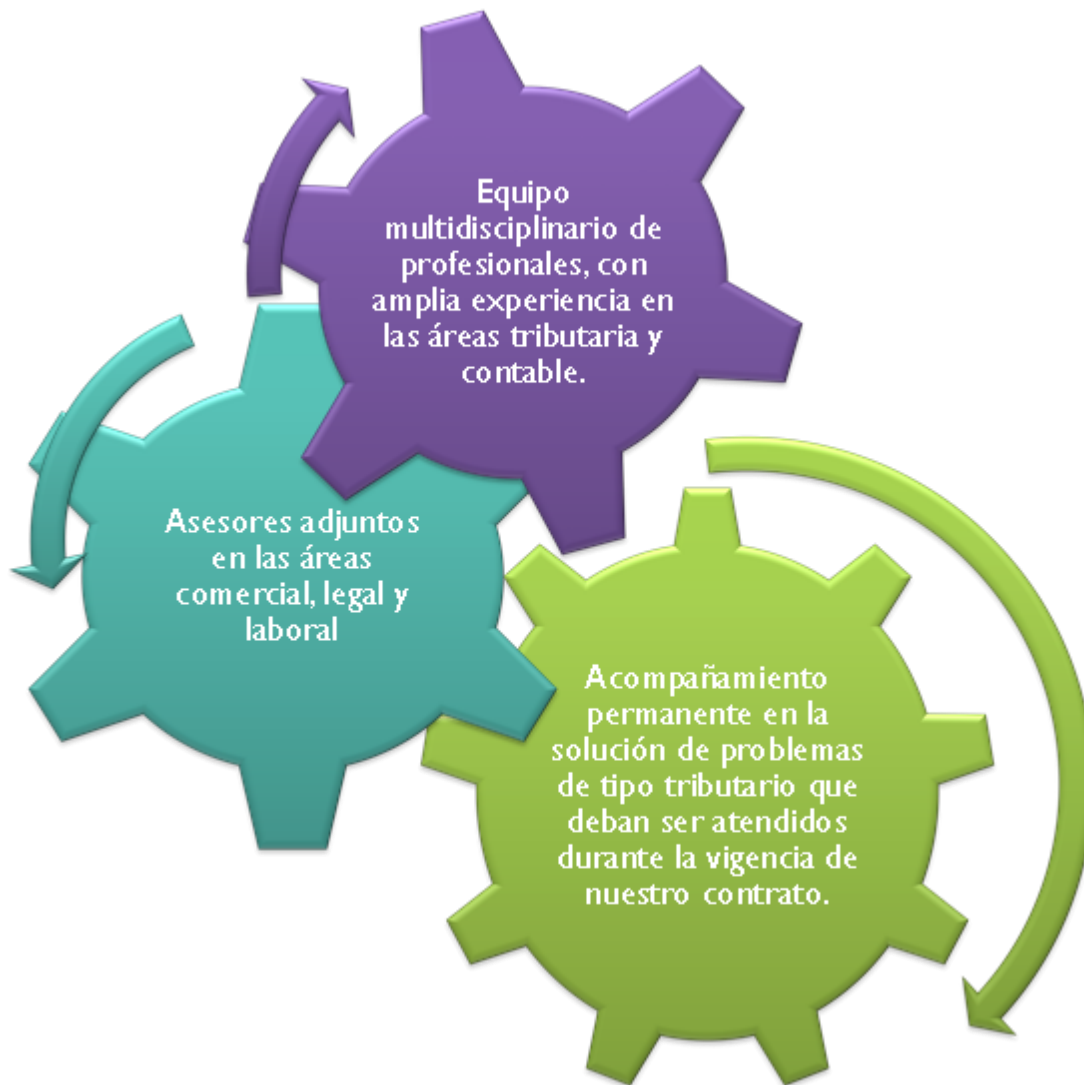 Equipo
multidisciplinario de
profesionales, con
amplia experiencia en
las áreas tributaria y
contable.
Asesores adjuntos
en las áreas
comercial, legal y
laboral
Acompañamiento
permanente en la
solución de problemas
de tipo tributario que
deban ser atendidos
durante la vigencia de
nuestro contrato.